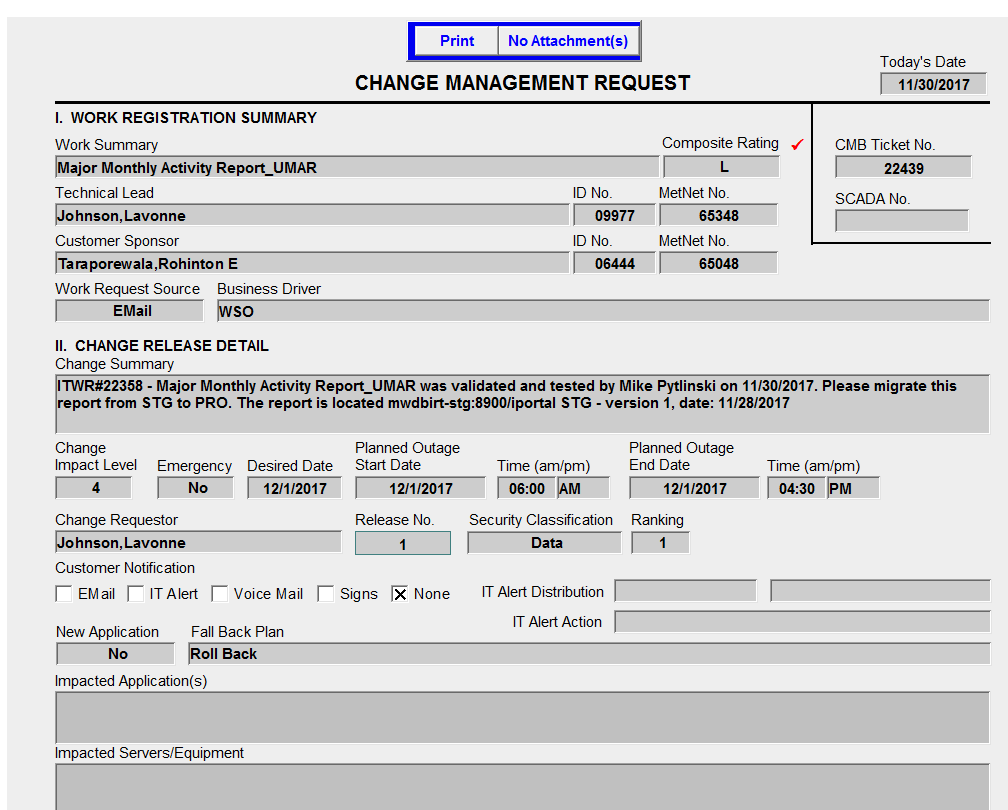 Print No Attachment(s)
Today's Date
CHANGE MANAGEMENT REQUEST 11/30/2017
I. WORK REGISTRATION SUMMARY
Work Summary Composite Rating ✓ CMB Ticket No.
Major Monthly Activity Report_UMAR L 22439
Technical Lead ID No. MetNet No. SCADA No.
Johnson,Lavonne 09977 65348
Customer Sponsor ID No. MetNet No.
Taraporewala,Rohinton E 06444 65048
Work Request Source Business Driver
EMail WSO
II. CHANGE RELEASE DETAIL
Change Summary
ITWR#22358 - Major Monthly Activity Report_UMAR was validated and tested by Mike Pytlinski on 11/30/2017. Please migrate this
report from STG to PRO. The report is located mwdbirt-stg:8900/iportal STG - version 1, date: 11/28/2017
Change Planned Outage Planned Outage
Impact Level Emergency Desired Date Start Date Time (am/pm) End Date Time (am/pm)
4 No 12/1/2017 12/1/2017 06:00 AM 12/1/2017 04:30 PM
Change Requestor Release No. Security Classification Ranking
Johnson,Lavonne 1 Data 1
Customer Notification
EMail IT Alert Voice Mail Signs None IT Alert Distribution
IT Alert Action
New Application Fall Back Plan
No Roll Back
Impacted Application(s)
Impacted Servers/Equipment